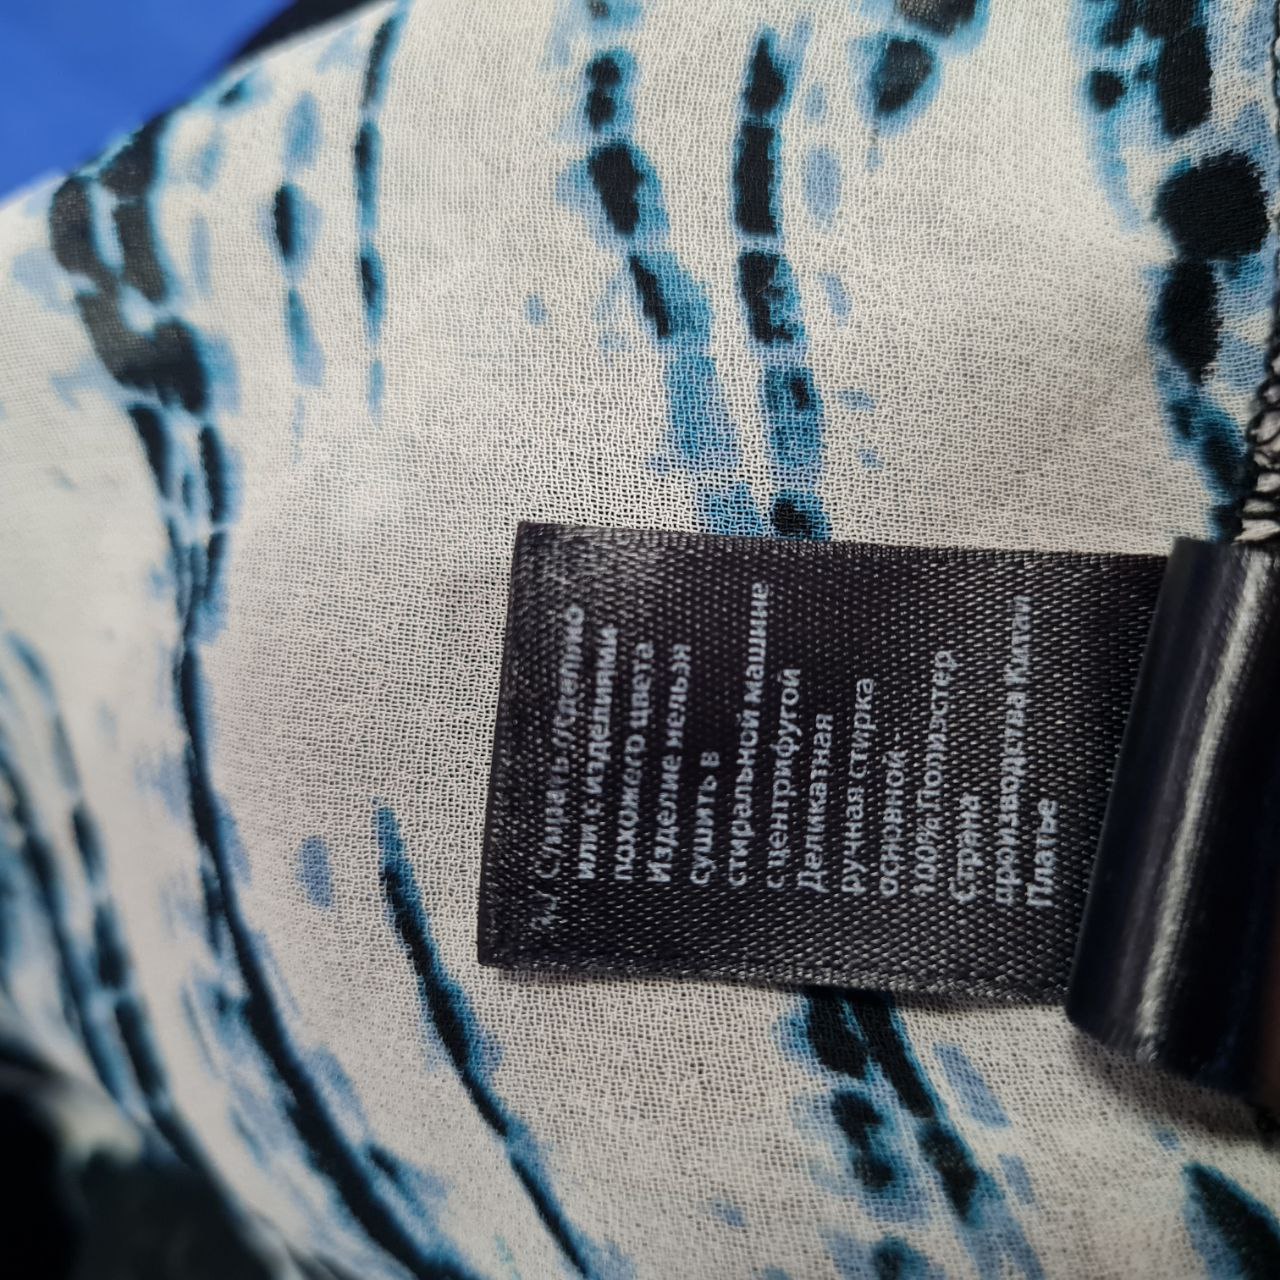 Стирать отдельно
или с изделиями
похожего цвета
Изделие нельзя
сушить в
стиральной машине
с центрифугой
Деликатная
ручная стирка
основной -
100% Полиэстер
Страна
производства Китай
Платье